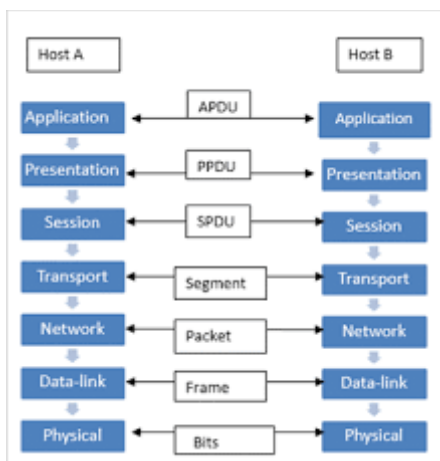 Host A
Host B
Application
APDU
Application
Presentation
PPDU
Presentation
Session
SPDU
Session
Transport
Segment
Transport
Network
Packet
Network
Data-link
Frame
Data-link
Physical
Bits
Physical